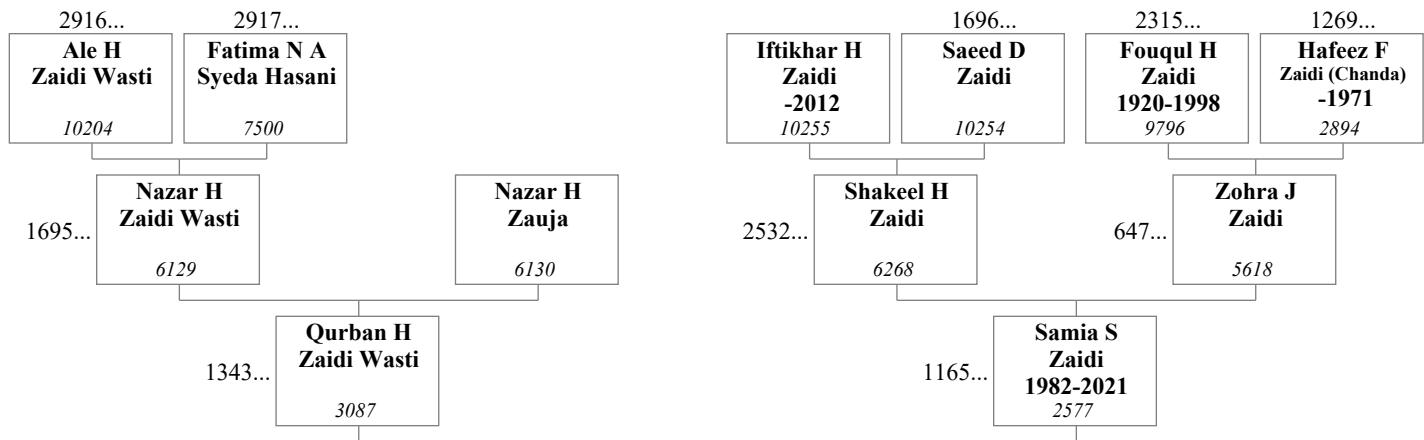 2916...
2917...
1696...
2315...
1269...
Ale H
Zaidi Wasti
10204
Fatima N A
Syeda Hasani
7500
Iftikhar H
Zaidi
-2012
10255
Saeed D
Zaidi
10254
Fouqul H
Zaidi
1920-1998
9796
Hafeez F
Zaidi (Chanda)
-1971
2894
1695...
Nazar H
Zaidi Wasti
6129
Nazar H
Zauja
6130
2532...
Shakeel H
Zaidi
6268
647...
Zohra J
Zaidi
5618
1343...
Qurban H
Zaidi Wasti
3087
1165...
Samia S
Zaidi
1982-2021
2577